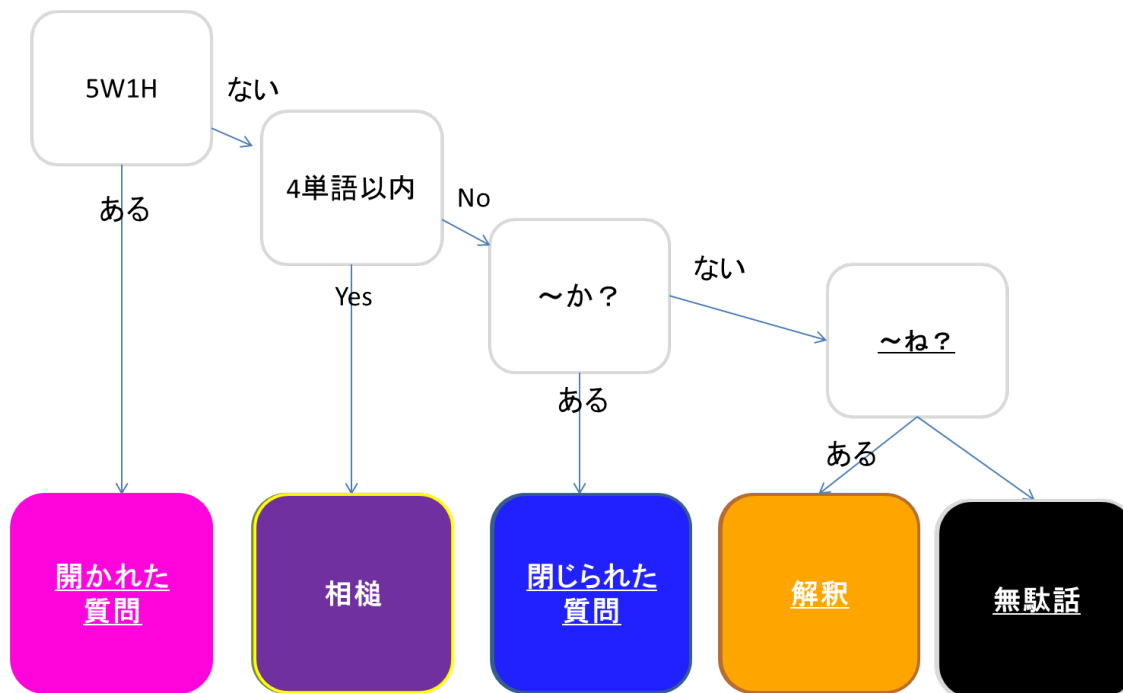 5W1H
ない
ある
4単語以内
No
Yes
～か？
ない
ある
～ね？
ある
開かれた
質問
相槌
閉じられた
質問
解釈
無駄話